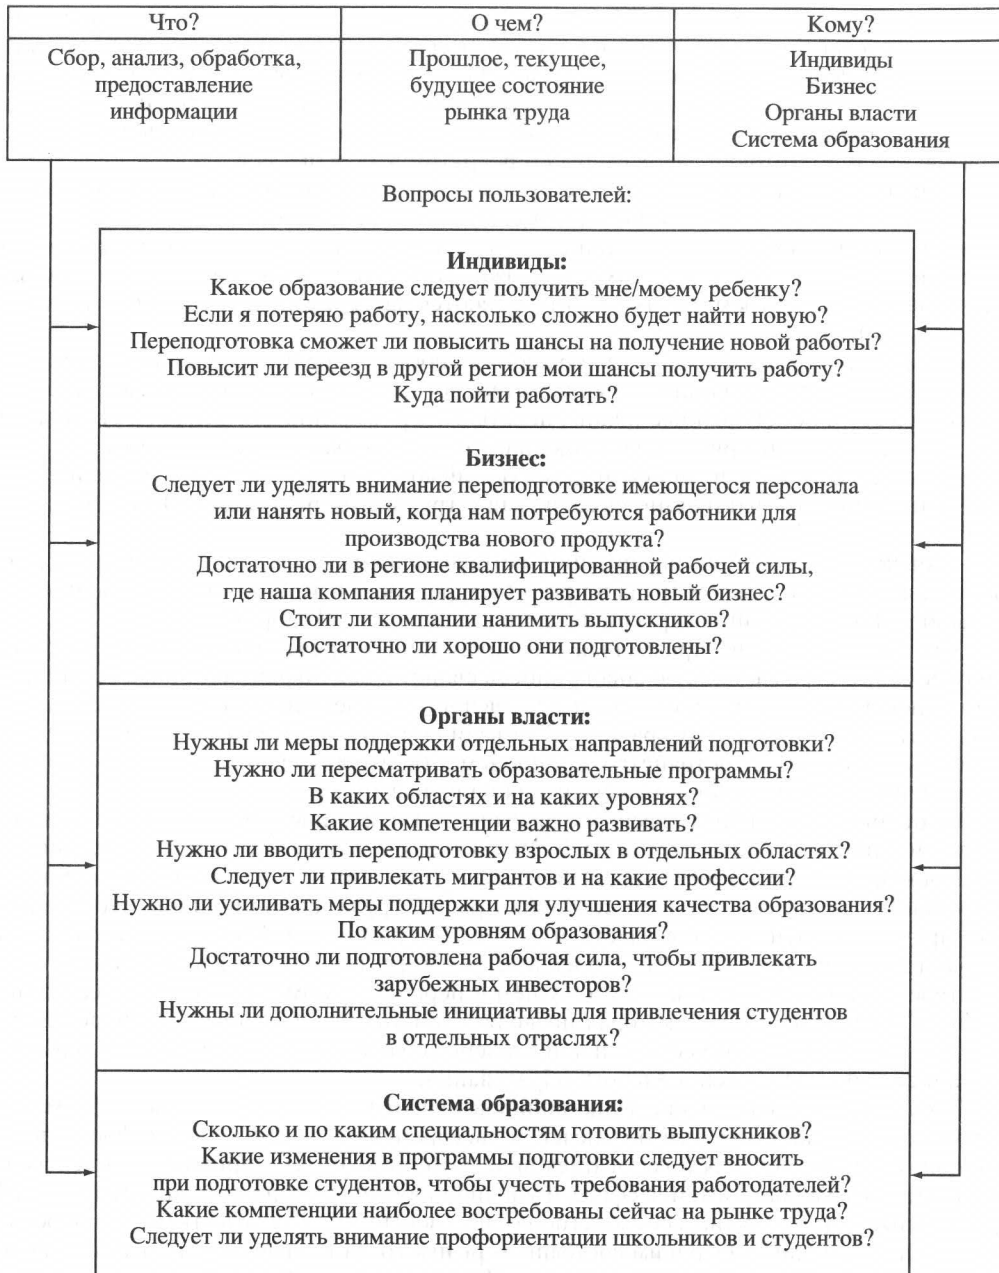 Что?
О чем?
Кому?
Сбор, анализ, обработка,
предоставление
информации
Прошлое, текущее,
будущее состояние
рынка труда
Индивиды
Бизнес
Органы власти
Система образования
Вопросы пользователей:
Индивиды:
Какое образование следует получить мне/моему ребенку?
Если я потеряю работу, насколько сложно будет найти новую?
Переподготовка сможет ли повысить шансы на получение новой работы?
Повысит ли переезд в другой регион мои шансы получить работу?
Куда пойти работать?
Бизнес:
Следует ли уделять внимание переподготовке имеющегося персонала
или нанять новый, когда нам потребуются работники для
производства нового продукта?
Достаточно ли в регионе квалифицированной рабочей силы,
где наша компания планирует развивать новый бизнес?
Стоит ли компании нанимить выпускников?
Достаточно ли хорошо они подготовлены?
Органы власти:
Нужны ли меры поддержки отдельных направлений подготовки?
Нужно ли пересматривать образовательные программы?
В каких областях и на каких уровнях?
Какие компетенции важно развивать?
Нужно ли вводить переподготовку взрослых в отдельных областях?
Следует ли привлекать мигрантов и на какие профессии?
Нужно ли усиливать меры поддержки для улучшения качества образования?
По каким уровням образования?
Достаточно ли подготовлена рабочая сила, чтобы привлекать
зарубежных инвесторов?
Нужны ли дополнительные инициативы для привлечения студентов
в отдельных отраслях?
Система образования:
Сколько и по каким специальностям готовить выпускников?
Какие изменения в программы подготовки следует вносить
при подготовке студентов, чтобы учесть требования работодателей?
Какие компетенции наиболее востребованы сейчас на рынке труда?
Следует ли уделять внимание профориентации школьников и студентов?